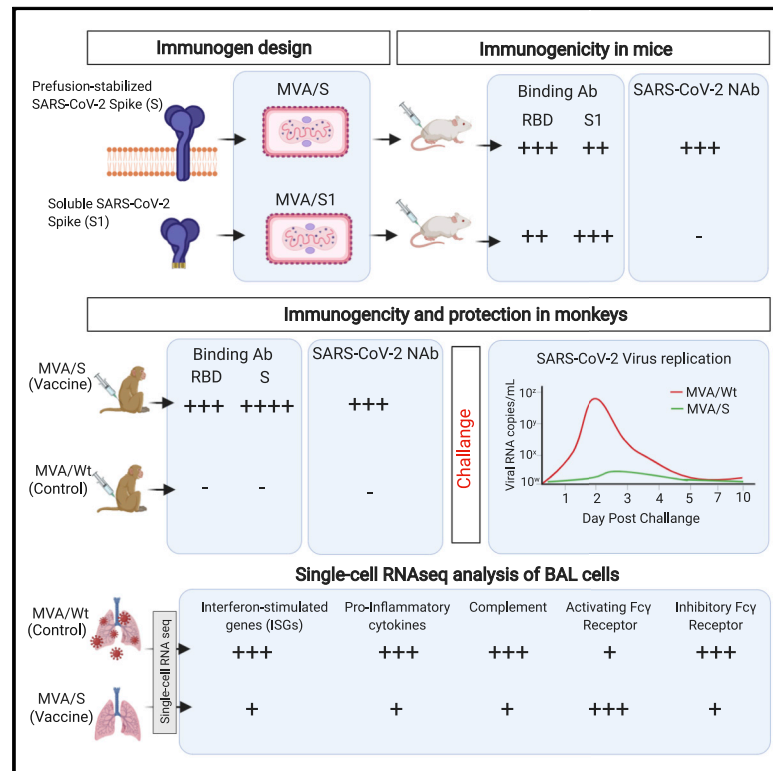 Immunogen design
Immunogenicity in mice
Prefusion-stabilized
SARS-CoV-2 Spike (S)
MVA/S
Binding Ab
RBD S1
+++ ++
SARS-CoV-2 NAb
+++
Soluble SARS-CoV-2
Spike (S1)
MVA/S1
++ +++
-
Immunogencity and protection in monkeys
MVA/S
(Vaccine)
Binding Ab
RBD S
+++ ++++
SARS-CoV-2 NAb
+++
MVA/Wt
(Control)
- -
-
Challange
SARS-CoV-2 Virus replication
Viral RNA copies/mL
10ᶻ
10ʸ
10ˣ
10ʷ
MVA/Wt
MVA/S
1 2 3 4 5 7 10
Day Post Challange
Single-cell RNAseq analysis of BAL cells
MVA/Wt
(Control)
MVA/S
(Vaccine)
Single-cell RNA seq
Interferon-stimulated
genes (ISGs)
Pro-Inflammatory
cytokines
Complement
Activating Fcγ
Receptor
Inhibitory Fcγ
Receptor
+++ +++ +++ + +++
+ + + +++ +